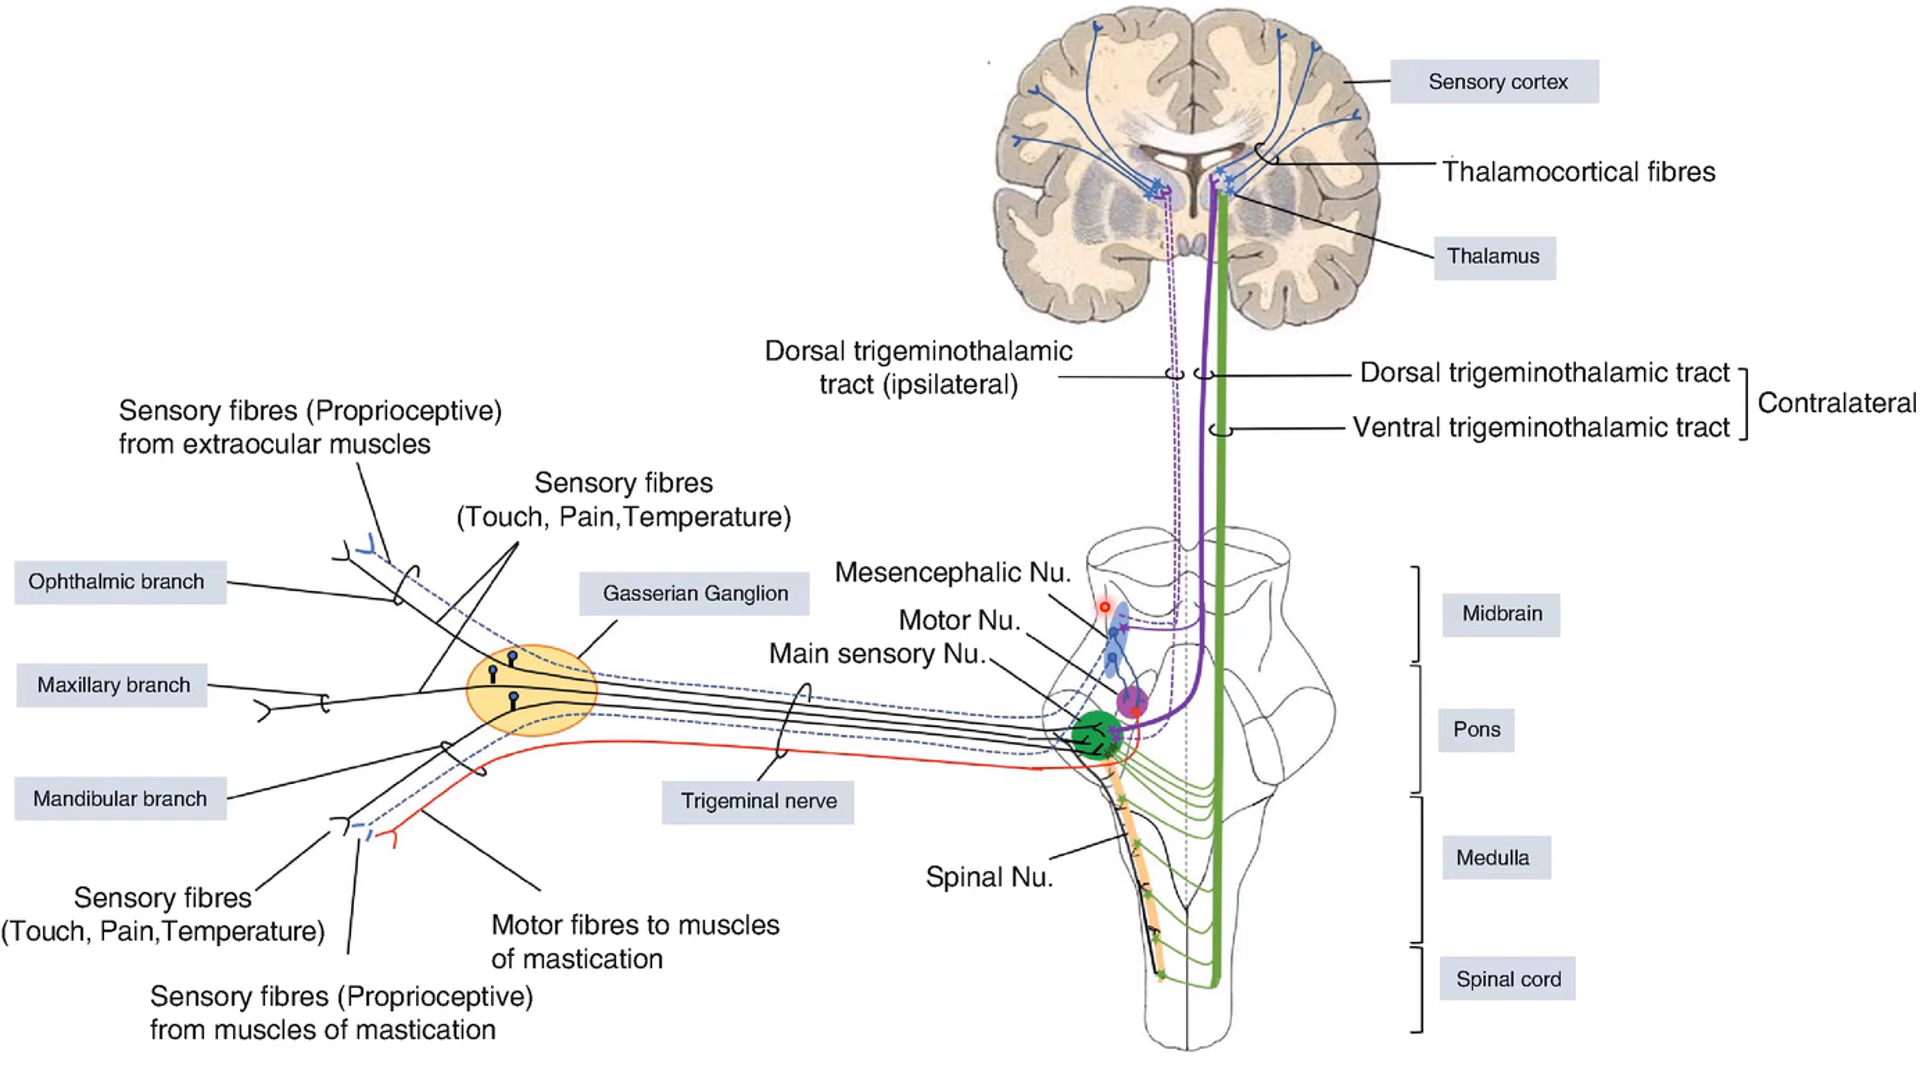 Sensory cortex
Thalamocortical fibres
Thalamus
Dorsal trigeminothalamic
tract (ipsilateral)
Dorsal trigeminothalamic tract
Contralateral
Ventral trigeminothalamic tract
Sensory fibres (Proprioceptive)
from extraocular muscles
Sensory fibres
(Touch, Pain,Temperature)
Ophthalmic branch
Gasserian Ganglion
Mesencephalic Nu.
Motor Nu.
Main sensory Nu.
Midbrain
Maxillary branch
Pons
Mandibular branch
Trigeminal nerve
Spinal Nu.
Medulla
Sensory fibres
(Touch, Pain,Temperature)
Motor fibres to muscles
of mastication
Spinal cord
Sensory fibres (Proprioceptive)
from muscles of mastication